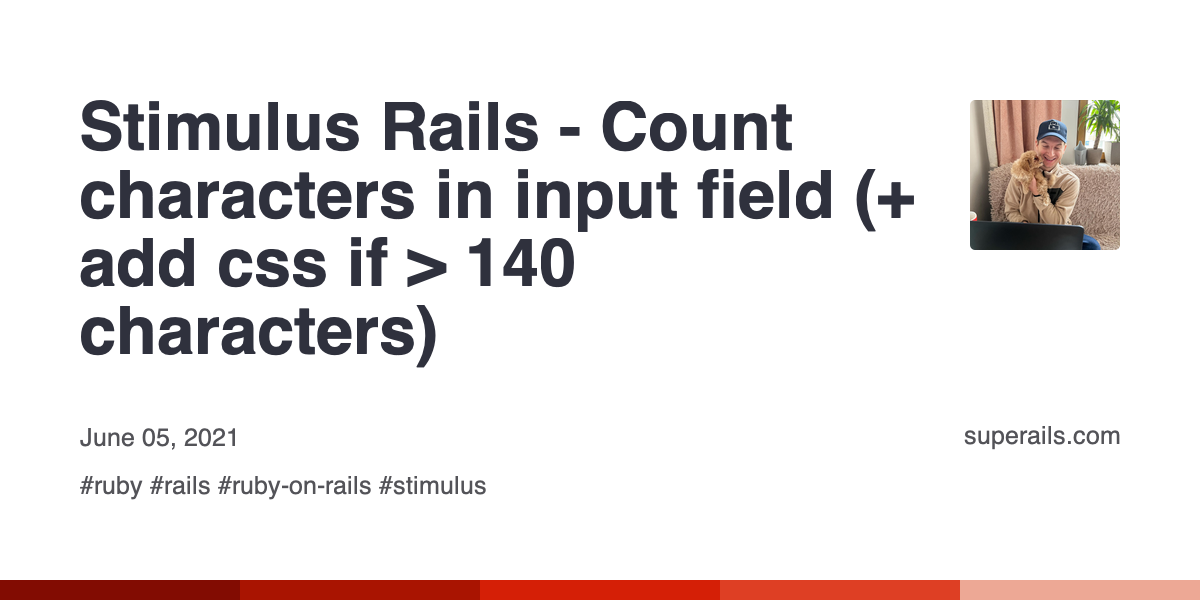 Stimulus Rails - Count
characters in input field (+
add css if > 140
characters)
June 05, 2021
superails.com
#ruby #rails #ruby-on-rails #stimulus